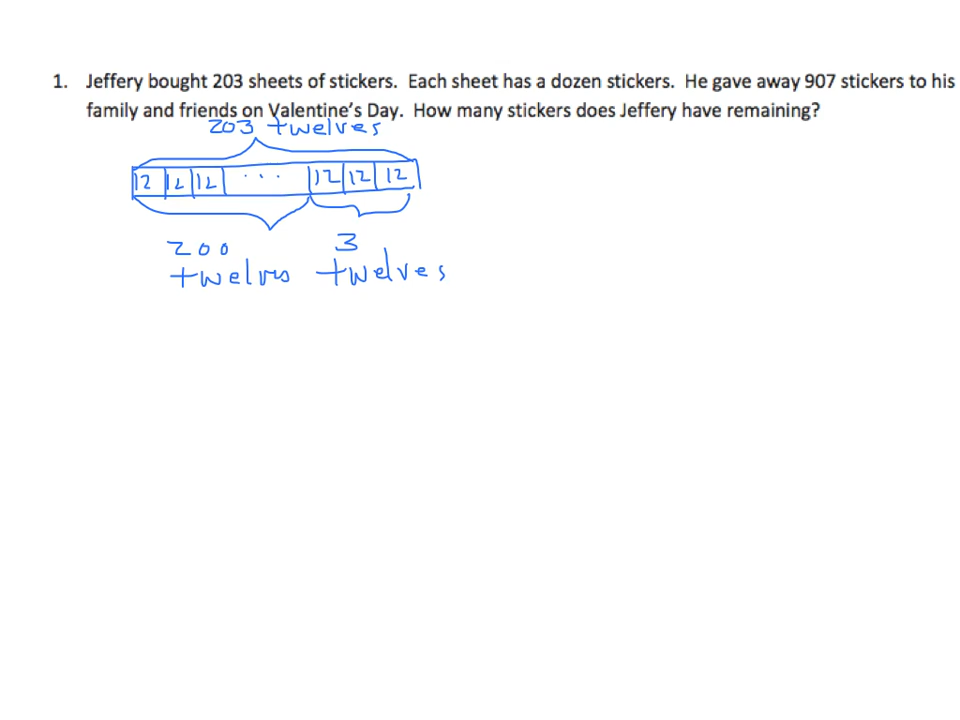 1. Jeffery bought 203 sheets of stickers. Each sheet has a dozen stickers. He gave away 907 stickers to his
family and friends on Valentine's Day. How many stickers does Jeffery have remaining?
203 twelves
12 12 12 ... 12 12 12
200 3
twelves twelves